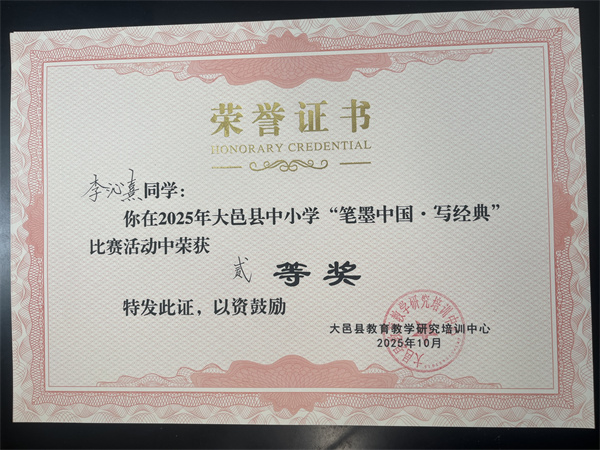 荣誉证书
HONORARY CREDENTIAL
李沁熹同学：
你在2025年大邑县中小学“笔墨中国·写经典”
比赛活动中荣获
贰 等奖
特发此证，以资鼓励
大邑县教育教学研究培训中心
2025年10月